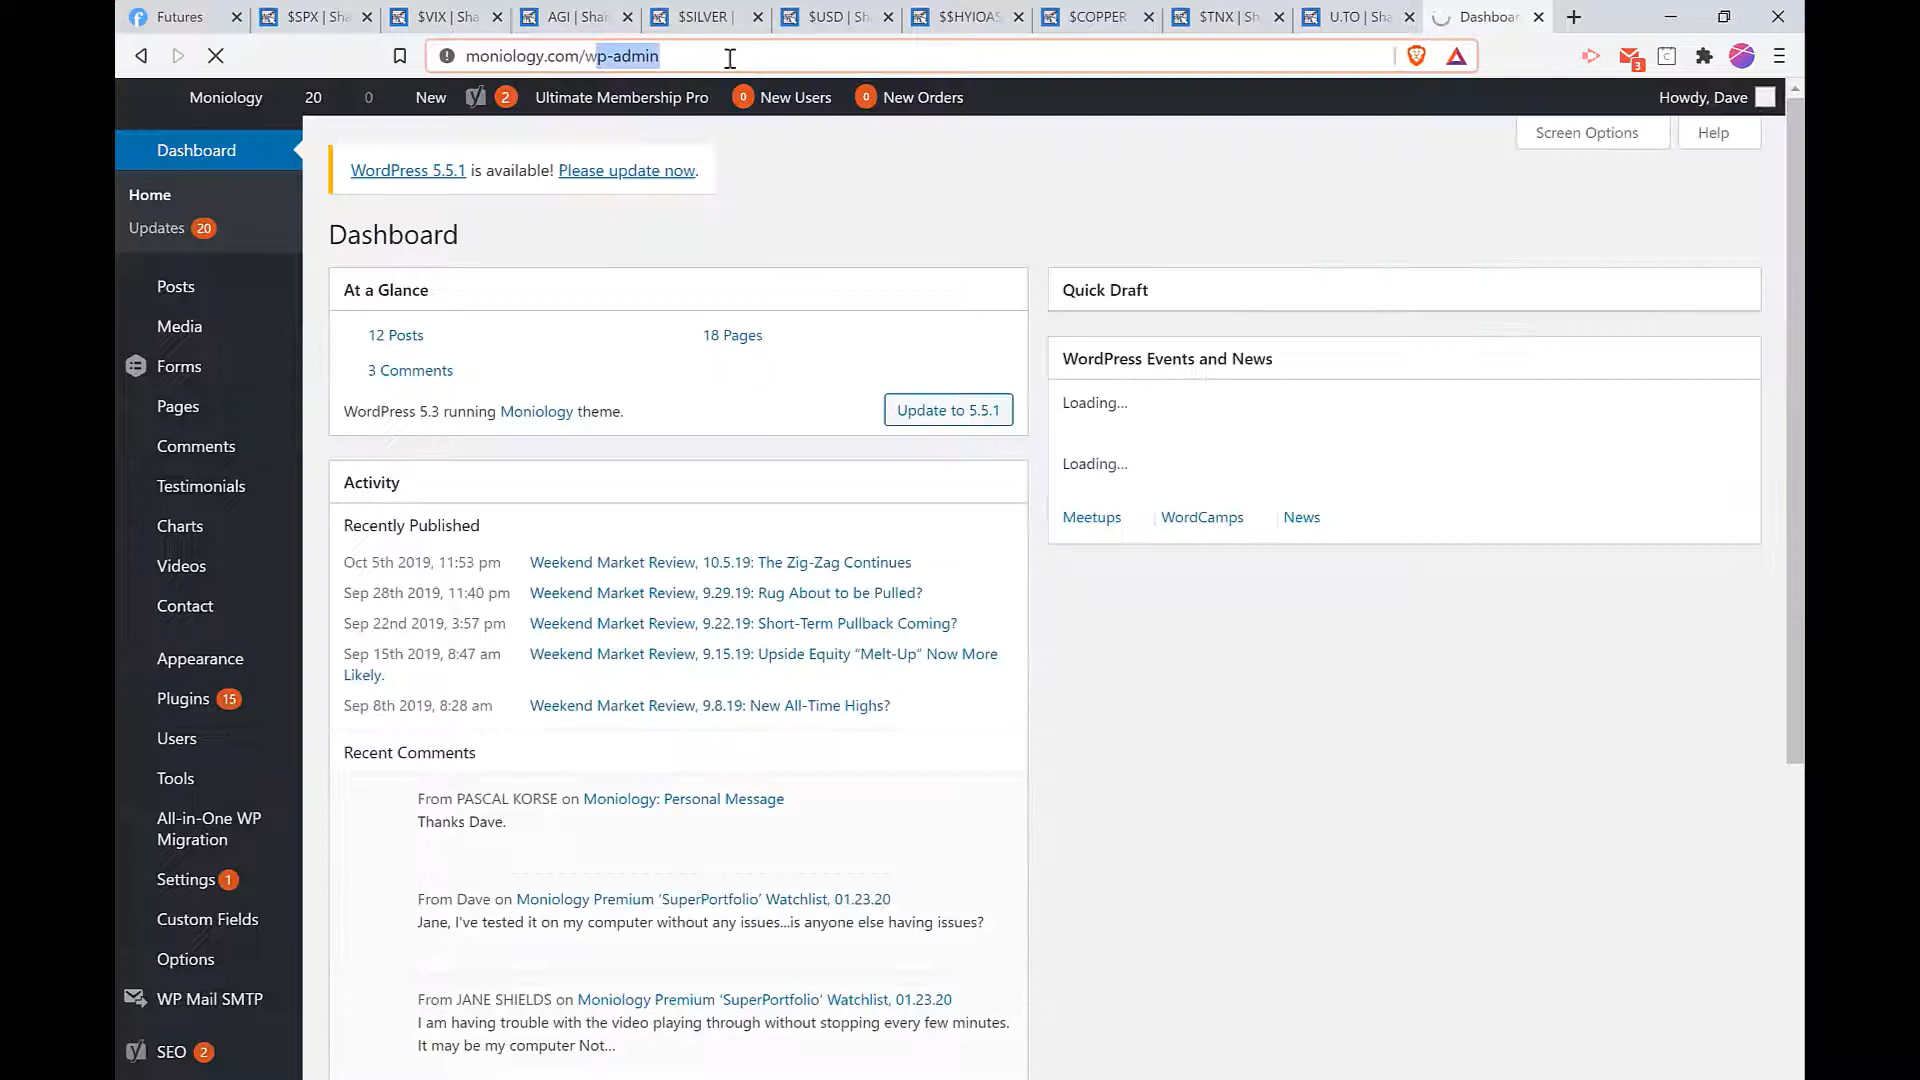 Futures $SPX | Sha $VIX | Sha AGI | Shar $SILVER | $USD | Sh $$HYIOAS $COPPER $TNX | Sh U.TO | Sha Dashboar
moniology.com/wp-admin 3
Moniology 20 0 New 2 Ultimate Membership Pro 0 New Users 0 New Orders Howdy, Dave
Dashboard
Screen Options Help
WordPress 5.5.1 is available! Please update now.
Home
Updates 20
Posts
Media
Forms
Pages
Comments
Testimonials
Charts
Videos
Contact
Appearance
Plugins 15
Users
Tools
All-in-One WP
Migration
Settings 1
Custom Fields
Options
WP Mail SMTP
SEO 2
Dashboard
At a Glance
12 Posts 18 Pages
3 Comments
WordPress 5.3 running Moniology theme. Update to 5.5.1
Activity
Recently Published
Oct 5th 2019, 11:53 pm Weekend Market Review, 10.5.19: The Zig-Zag Continues
Sep 28th 2019, 11:40 pm Weekend Market Review, 9.29.19: Rug About to be Pulled?
Sep 22nd 2019, 3:57 pm Weekend Market Review, 9.22.19: Short-Term Pullback Coming?
Sep 15th 2019, 8:47 am Weekend Market Review, 9.15.19: Upside Equity “Melt-Up” Now More
Likely.
Sep 8th 2019, 8:28 am Weekend Market Review, 9.8.19: New All-Time Highs?
Recent Comments
From PASCAL KORSE on Moniology: Personal Message
Thanks Dave.
From Dave on Moniology Premium ‘SuperPortfolio’ Watchlist, 01.23.20
Jane, I've tested it on my computer without any issues...is anyone else having issues?
From JANE SHIELDS on Moniology Premium ‘SuperPortfolio’ Watchlist, 01.23.20
I am having trouble with the video playing through without stopping every few minutes.
It may be my computer Not...
Quick Draft
WordPress Events and News
Loading...
Loading...
Meetups | WordCamps | News